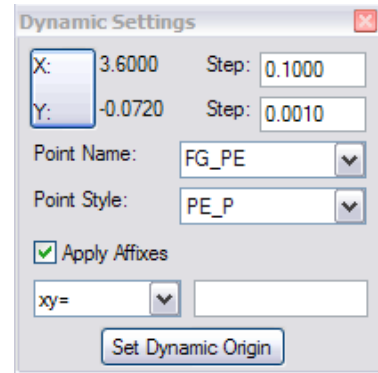 Dynamic Settings
X: 3.6000 Step: 0.1000
Y: -0.0720 Step: 0.0010
Point Name: FG_PE
Point Style: PE_P
Apply Affixes
xy=
Set Dynamic Origin